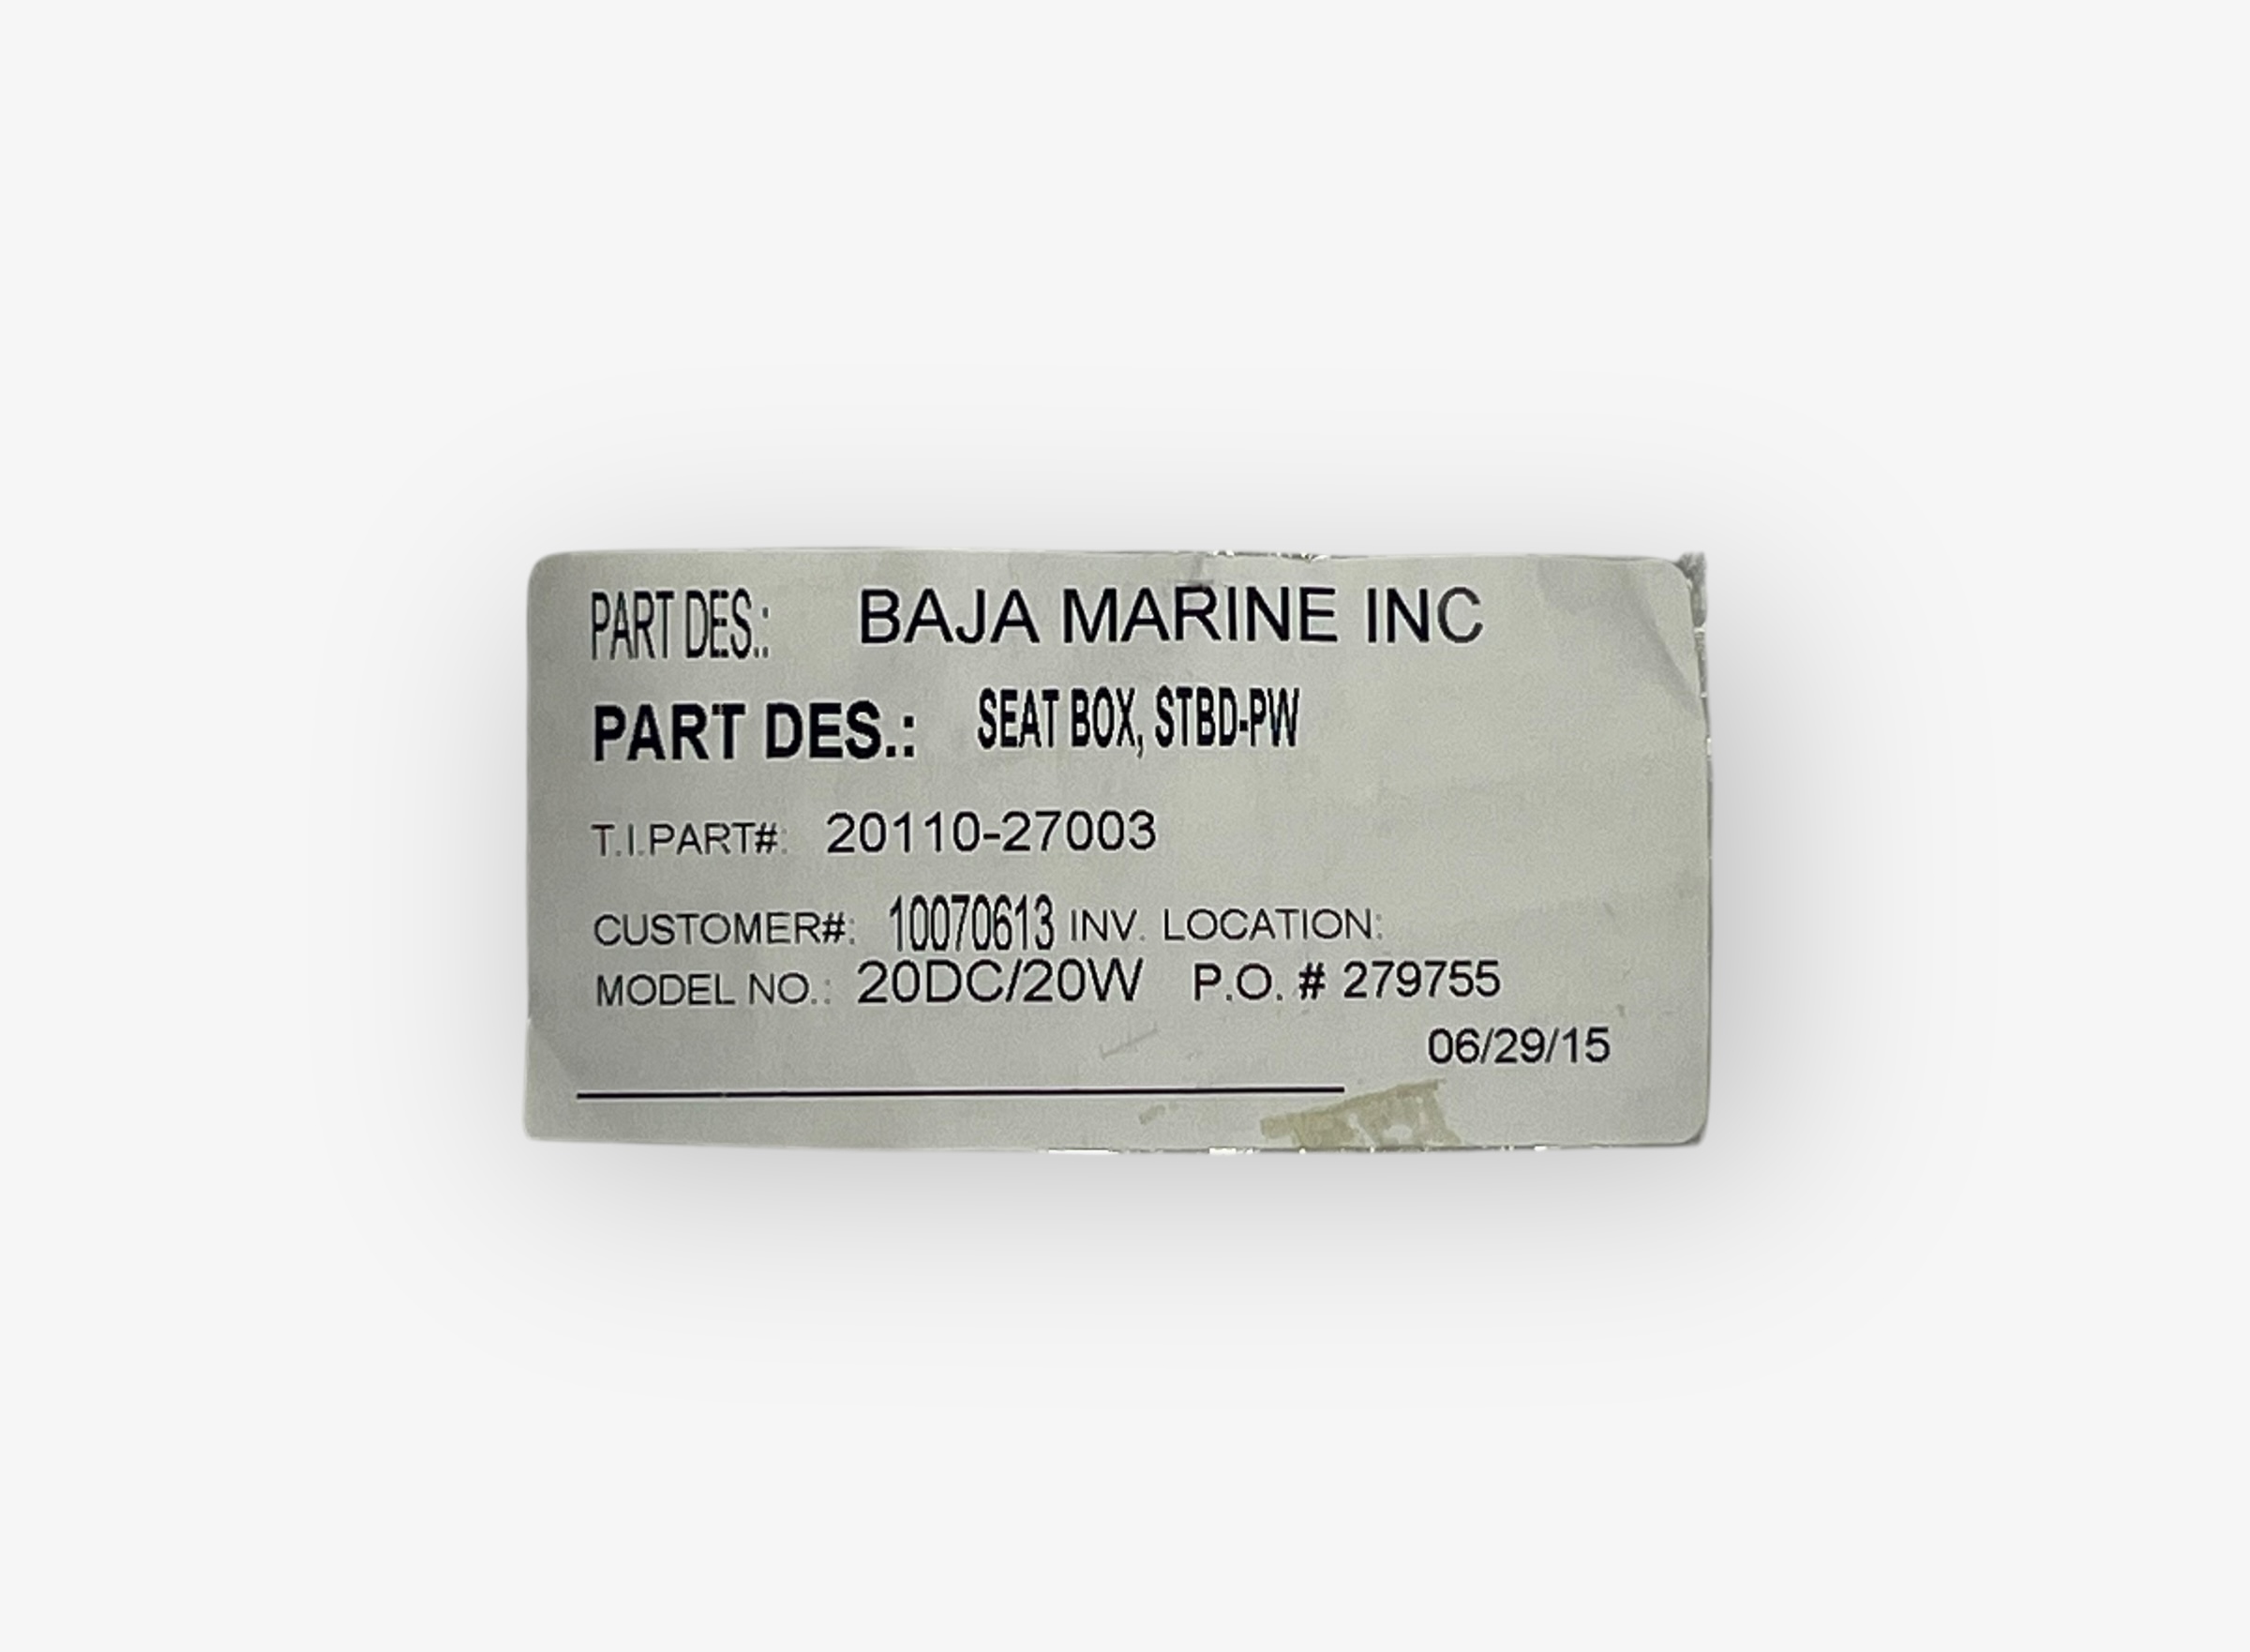 PART DES.: BAJA MARINE INC
PART DES.: SEAT BOX, STBD-PW
T.I.PART#: 20110-27003
CUSTOMER#: 10070613 INV. LOCATION:
MODEL NO.: 20DC/20W P.O. # 279755
06/29/15